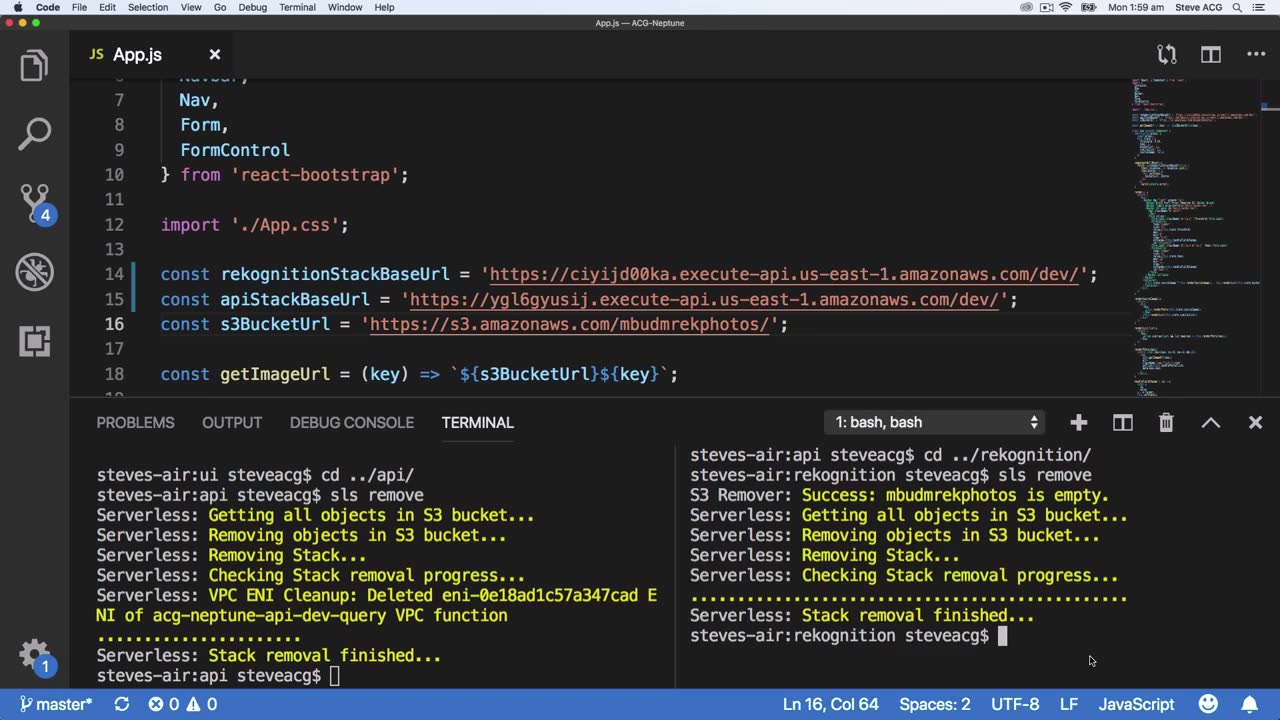 Code File Edit Selection View Go Debug Terminal Window Help Mon 1:59 am Steve ACG
App.js — ACG-Neptune
JS App.js
Navbar,
7 Nav,
8 Form,
9 FormControl
10 } from 'react-bootstrap';
11
12 import './App.css';
13
14 const rekognitionStackBaseUrl = 'https://ciyijd00ka.execute-api.us-east-1.amazonaws.com/dev/';
15 const apiStackBaseUrl = 'https://ygl6gyusij.execute-api.us-east-1.amazonaws.com/dev/';
16 const s3BucketUrl = 'https://s3.amazonaws.com/mbudmrekphotos/';
17
18 const getImageUrl = (key) => `${s3BucketUrl}${key}`;
4
PROBLEMS OUTPUT DEBUG CONSOLE TERMINAL 1: bash, bash
steves-air:ui steveacg$ cd ../api/
steves-air:api steveacg$ sls remove
Serverless: Getting all objects in S3 bucket...
Serverless: Removing objects in S3 bucket...
Serverless: Removing Stack...
Serverless: Checking Stack removal progress...
Serverless: VPC ENI Cleanup: Deleted eni-0e18ad1c57a347cad E
NI of acg-neptune-api-dev-query VPC function
......................
Serverless: Stack removal finished...
steves-air:api steveacg$
steves-air:api steveacg$ cd ../rekognition/
steves-air:rekognition steveacg$ sls remove
S3 Remover: Success: mbudmrekphotos is empty.
Serverless: Getting all objects in S3 bucket...
Serverless: Removing objects in S3 bucket...
Serverless: Removing Stack...
Serverless: Checking Stack removal progress...
...............................................
Serverless: Stack removal finished...
steves-air:rekognition steveacg$
1
master* 0 0 Ln 16, Col 64 Spaces: 2 UTF-8 LF JavaScript